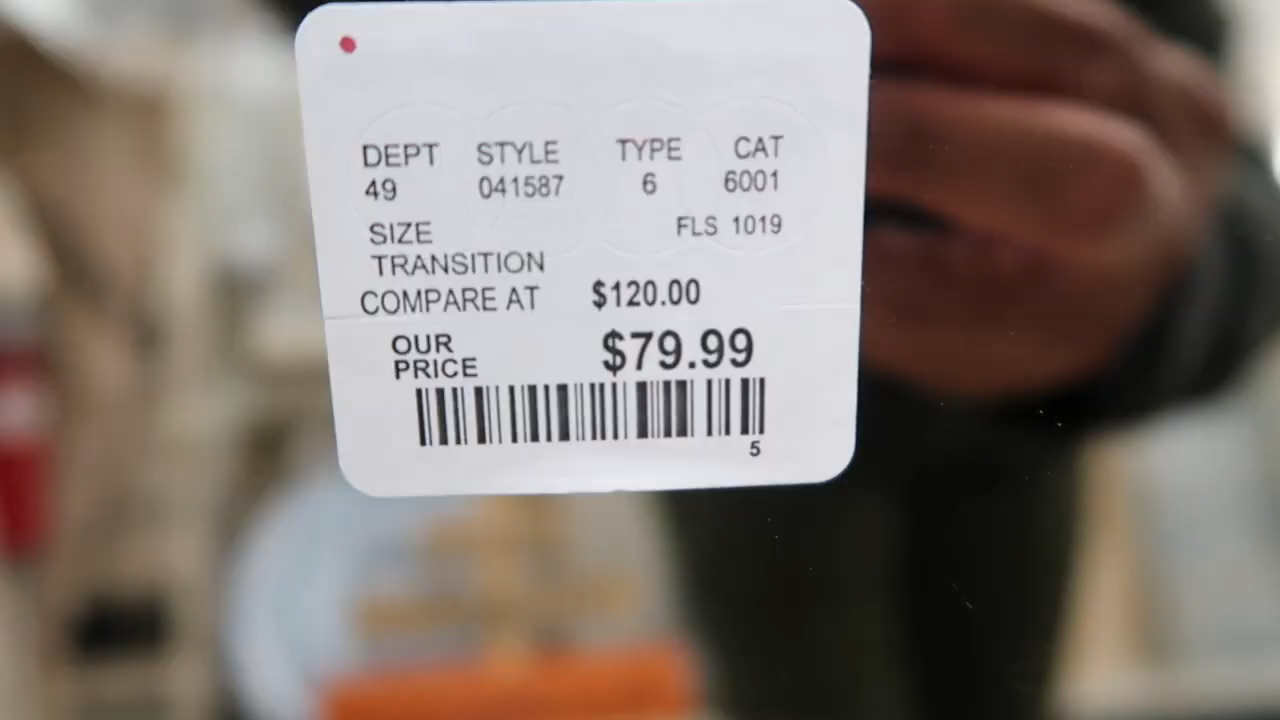 DEPT STYLE TYPE CAT
49 041587 6 6001
SIZE FLS 1019
TRANSITION
COMPARE AT $120.00
OUR PRICE $79.99
5